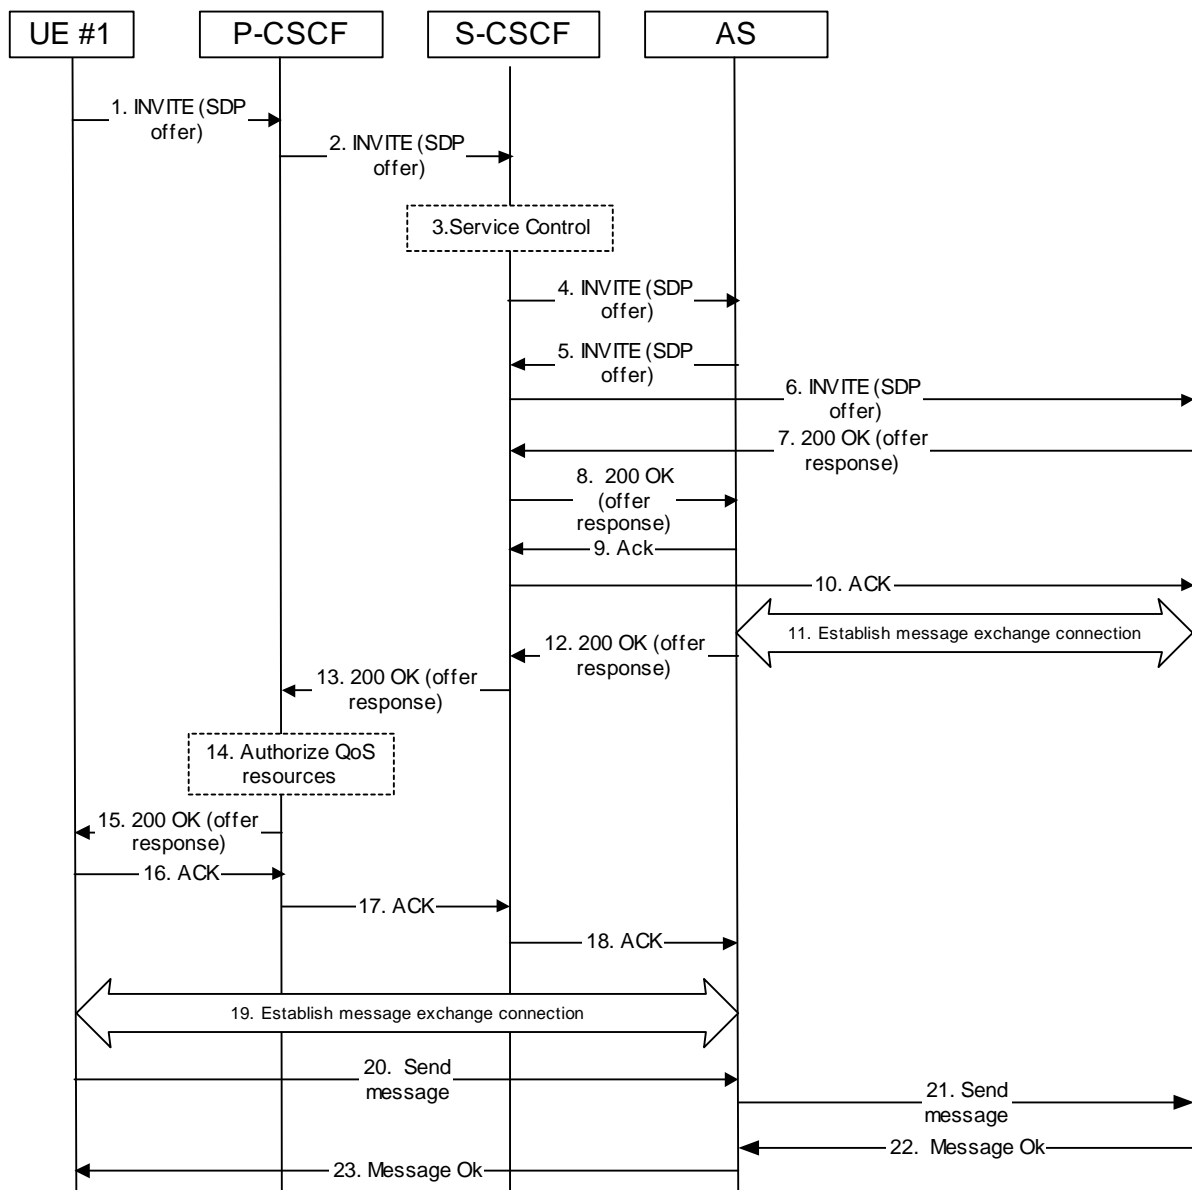 UE #1
P-CSCF
S-CSCF
AS
1. INVITE (SDP
offer)
2. INVITE (SDP
offer)
3.Service Control
4. INVITE (SDP
offer)
5. INVITE (SDP
offer)
6. INVITE (SDP
offer)
7. 200 OK (offer
response)
8. 200 OK
(offer
response)
9. Ack
10. ACK
11. Establish message exchange connection
12. 200 OK (offer
response)
13. 200 OK (offer
response)
14. Authorize QoS
resources
15. 200 OK (offer
response)
16. ACK
17. ACK
18. ACK
19. Establish message exchange connection
20. Send
message
21. Send
message
22. Message Ok
23. Message Ok